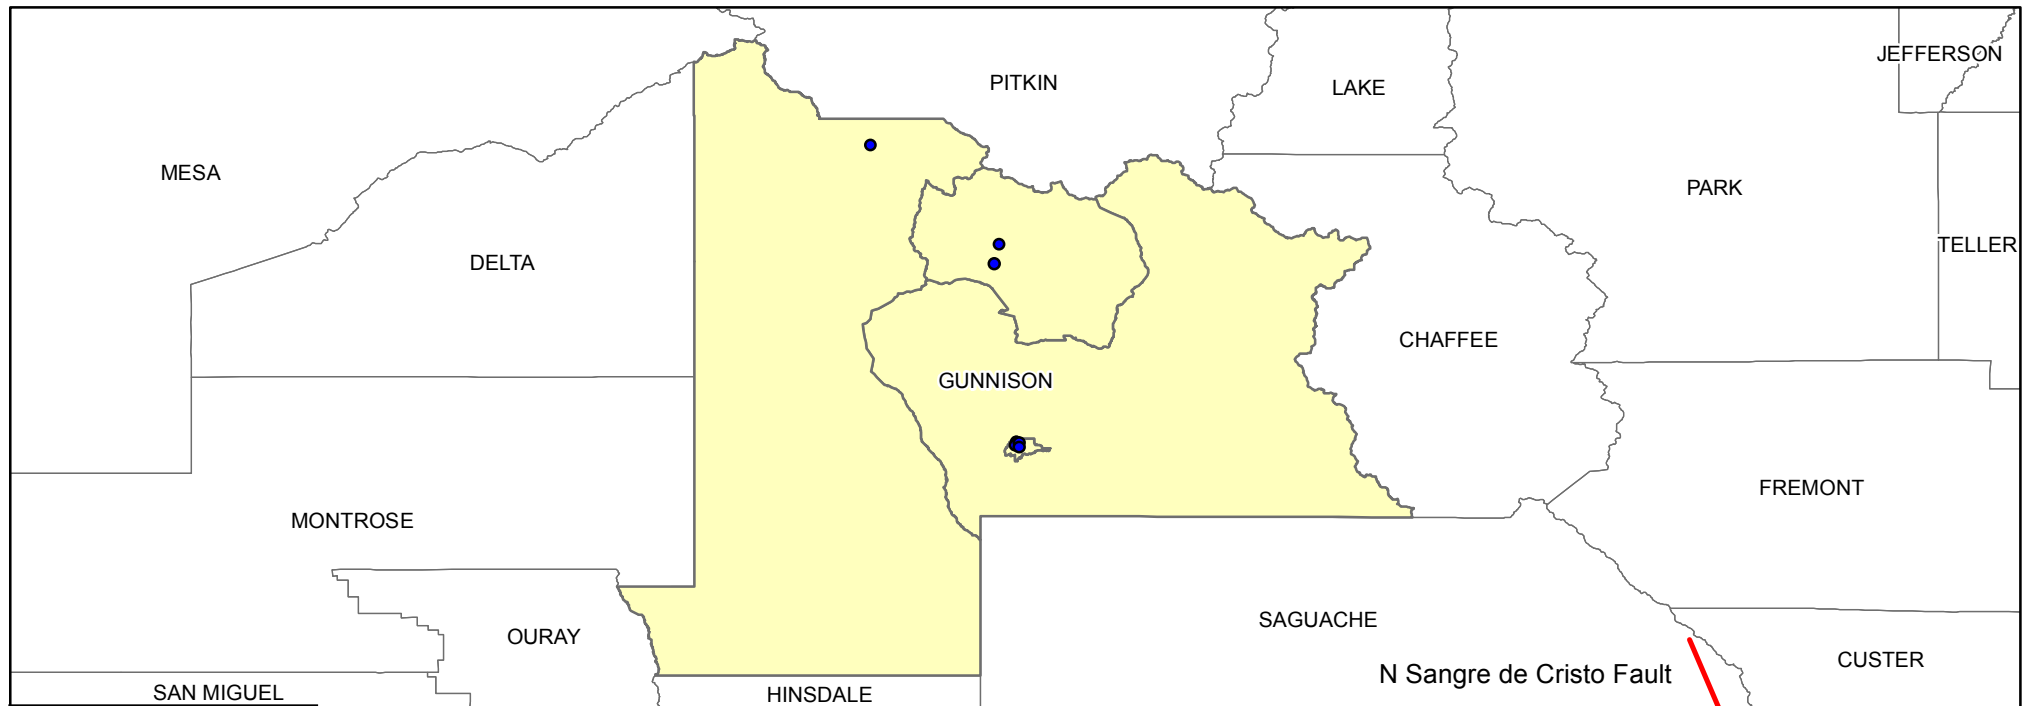 JEFFERSON
PITKIN
LAKE
MESA
PARK
TELLER
DELTA
CHAFFEE
GUNNISON
FREMONT
MONTROSE
SAGUACHE
OURAY
CUSTER
N Sangre de Cristo Fault
SAN MIGUEL
HINSDALE